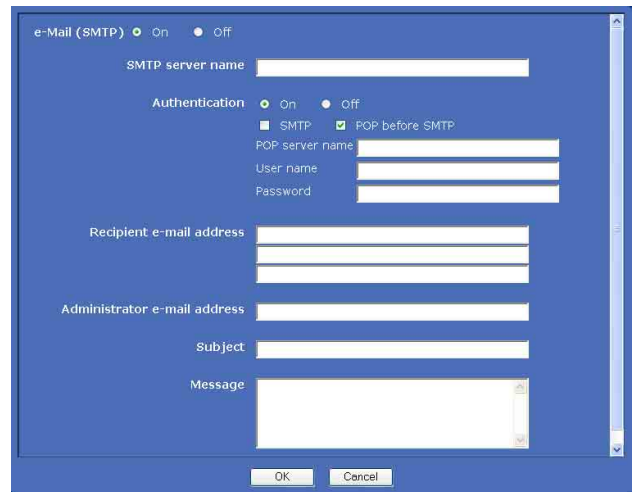 e-Mail (SMTP) On Off
SMTP server name
Authentication On Off
SMTP POP before SMTP
POP server name
User name
Password
Recipient e-mail address
Administrator e-mail address
Subject
Message
OK Cancel